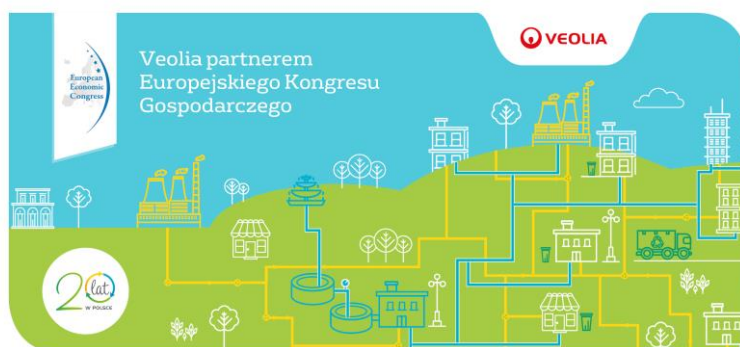 European
Economic
Congress
Veolia partnerem
Europejskiego Kongresu
Gospodarczego
VEOLIA
20 lat
W POLSCE